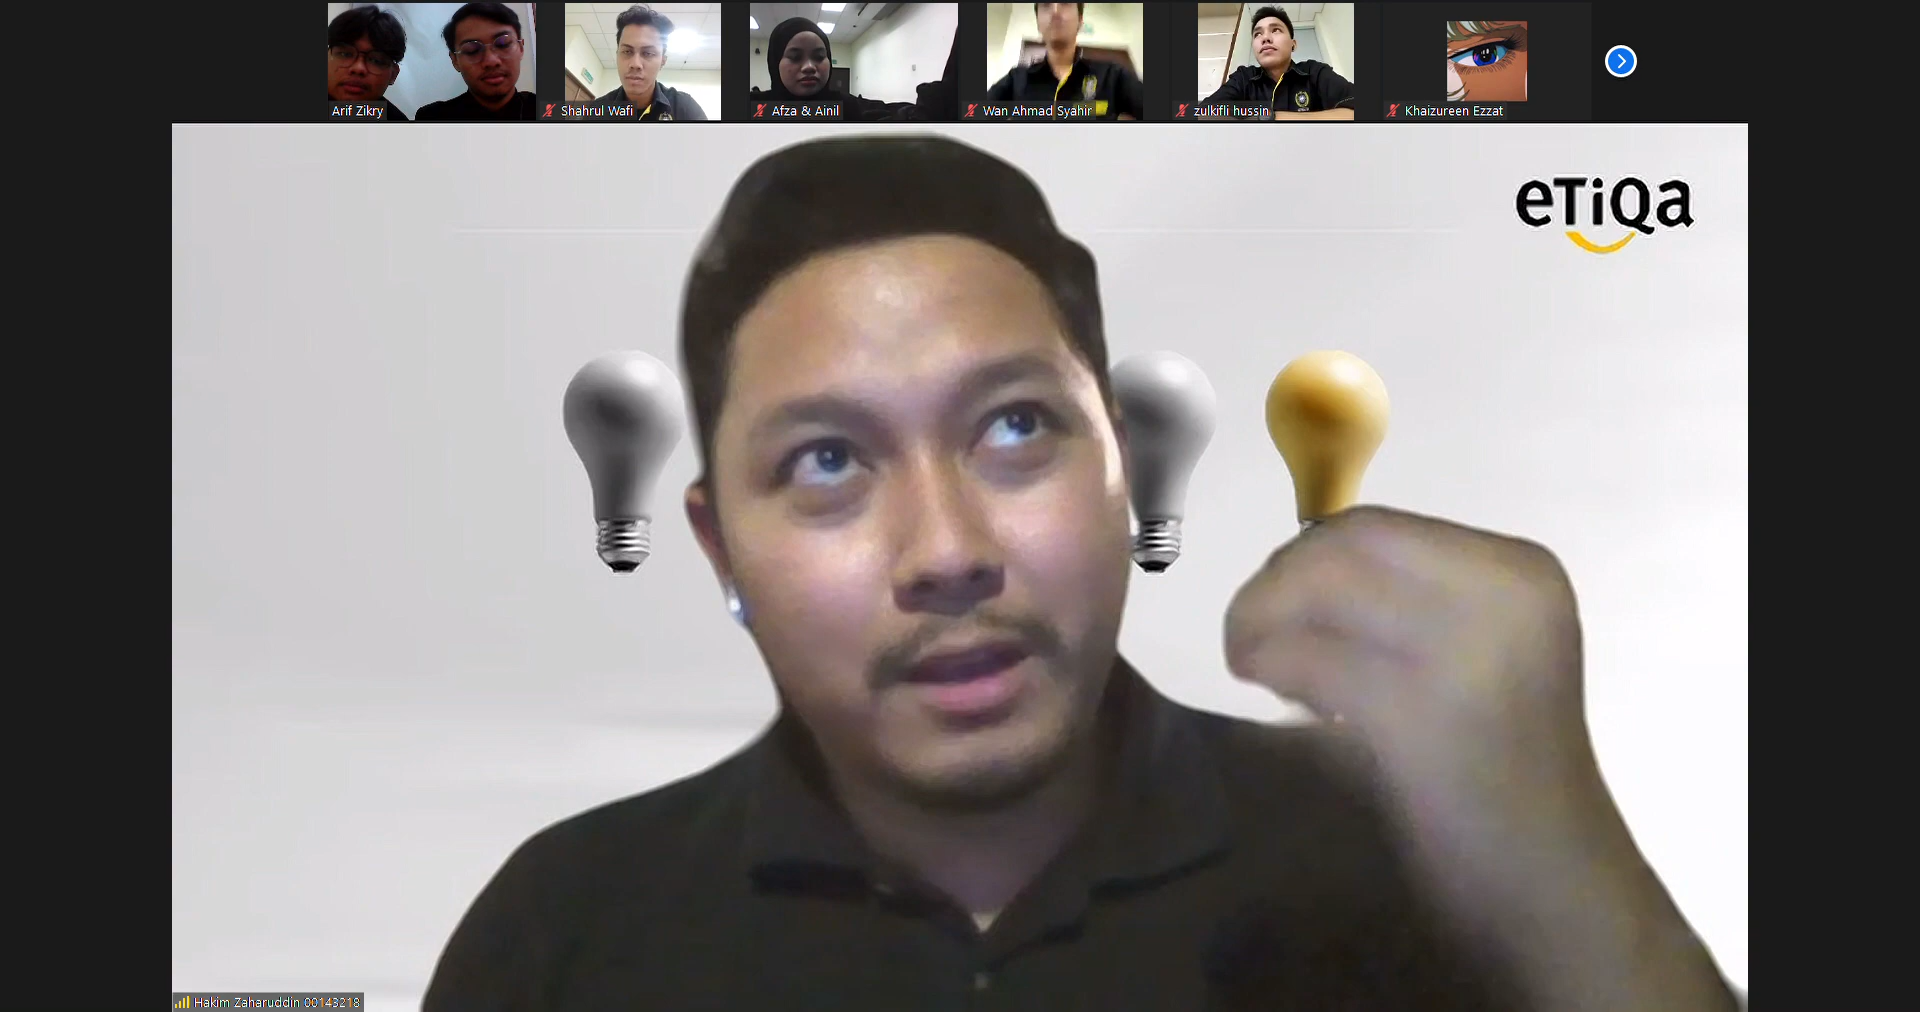 Arif Zikry
Shahrul Wafi
Afza & Ainil
Wan Ahmad Syahir
zulkifli hussin
Khaizureen Ezzat
eTiQa
Hakim Zaharuddin 00143218